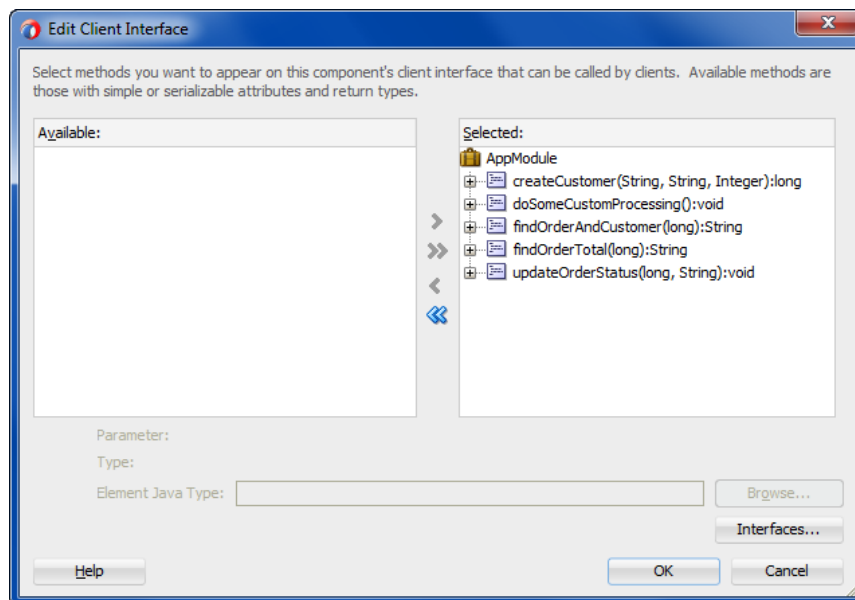 Edit Client Interface
Select methods you want to appear on this component's client interface that can be called by clients.  Available methods are
those with simple or serializable attributes and return types.
Available:
Selected:
AppModule
createCustomer(String, String, Integer):long
doSomeCustomProcessing():void
findOrderAndCustomer(long):String
findOrderTotal(long):String
updateOrderStatus(long, String):void
Parameter:
Type:
Element Java Type:
Browse...
Interfaces...
Help
OK
Cancel